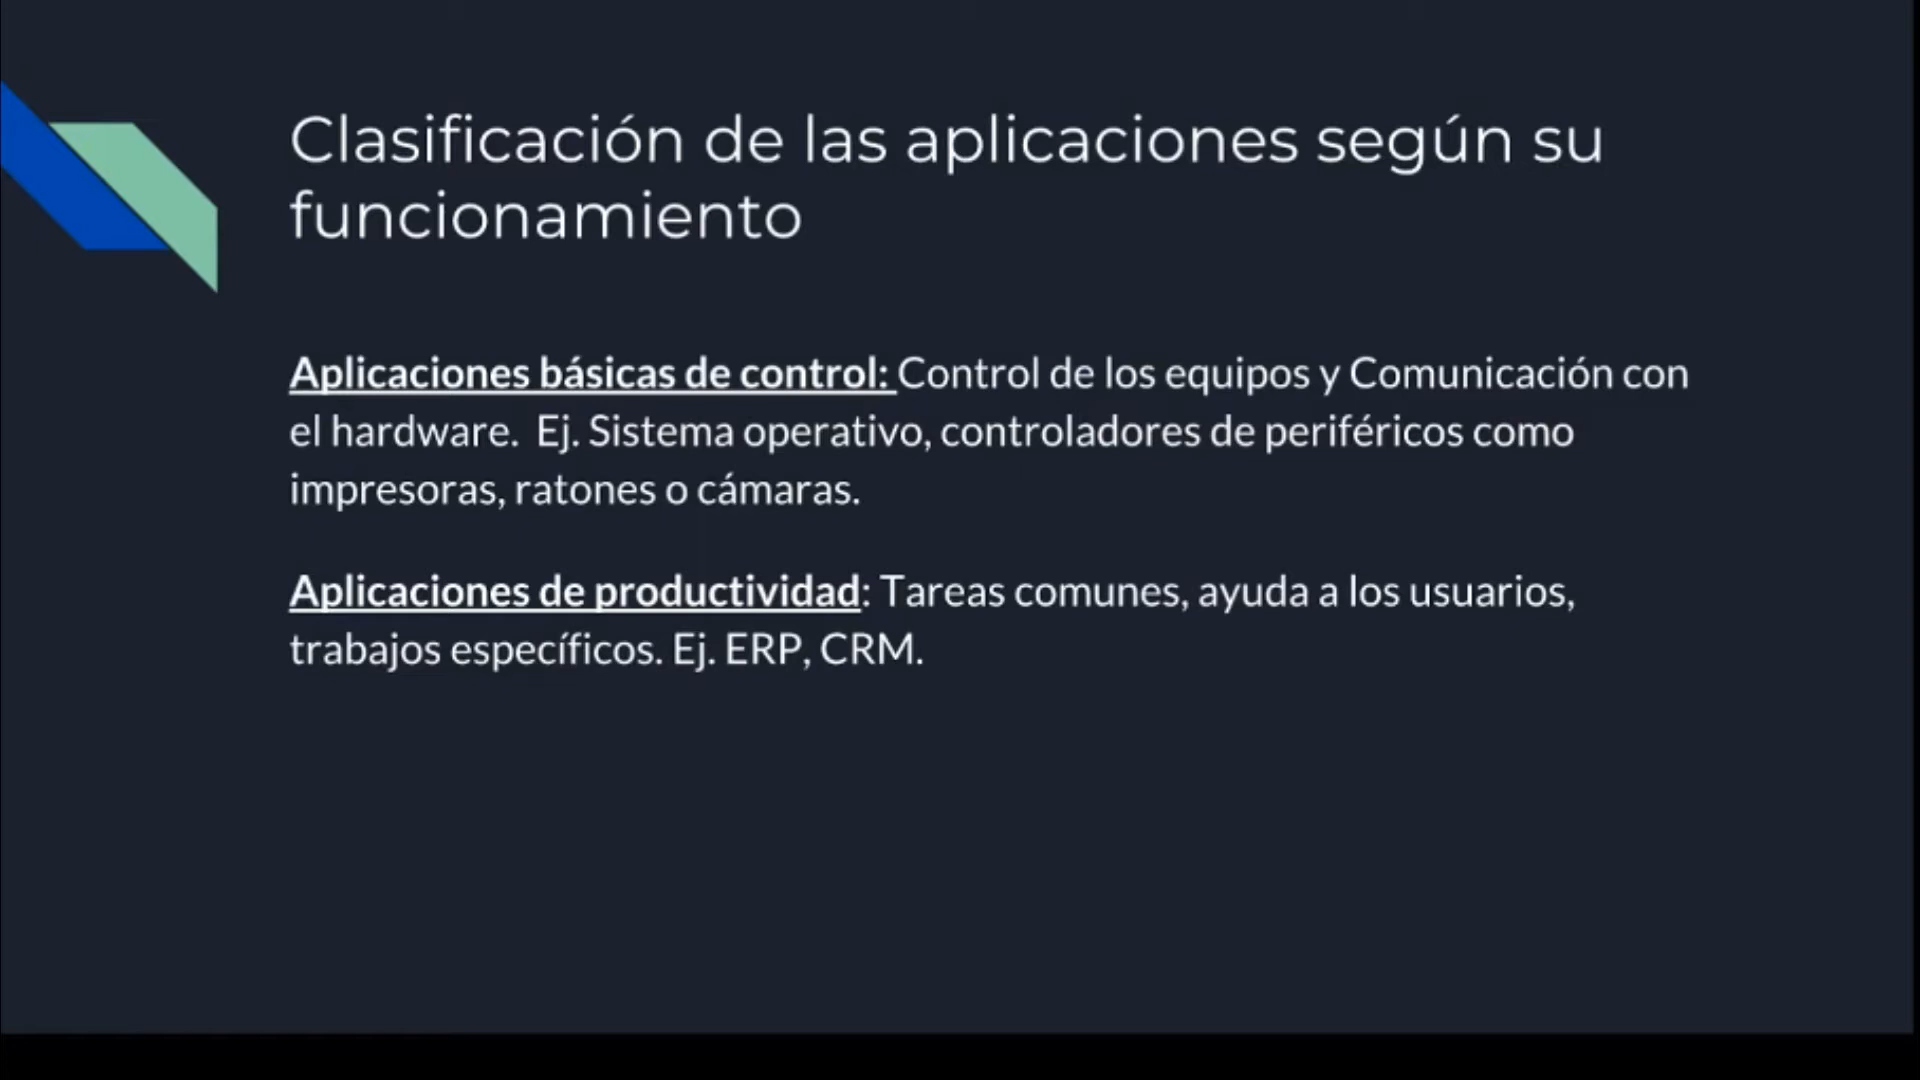 Clasificación de las aplicaciones según su
funcionamiento
Aplicaciones básicas de control: Control de los equipos y Comunicación con
el hardware.  Ej. Sistema operativo, controladores de periféricos como
impresoras, ratones o cámaras.
Aplicaciones de productividad: Tareas comunes, ayuda a los usuarios,
trabajos específicos. Ej. ERP, CRM.